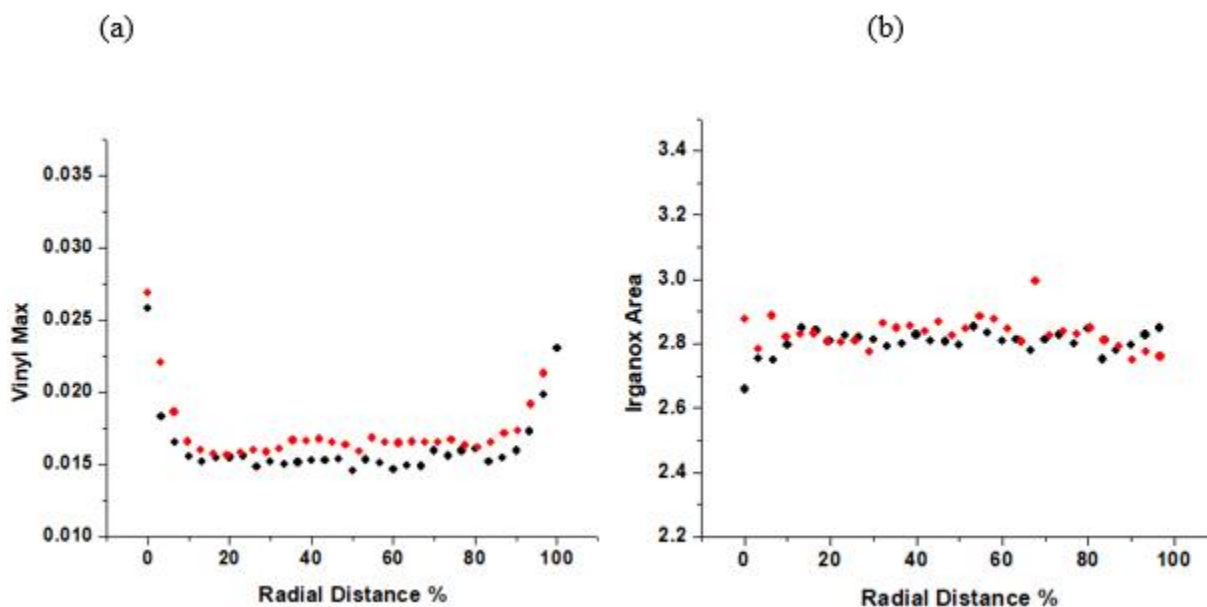 (a)
(b)
0.035
0.030
0.025
0.020
0.015
0.010
Vinyl Max
0 20 40 60 80 100
Radial Distance %
3.4
3.2
3.0
2.8
2.6
2.4
2.2
Irganox Area
0 20 40 60 80 100
Radial Distance %